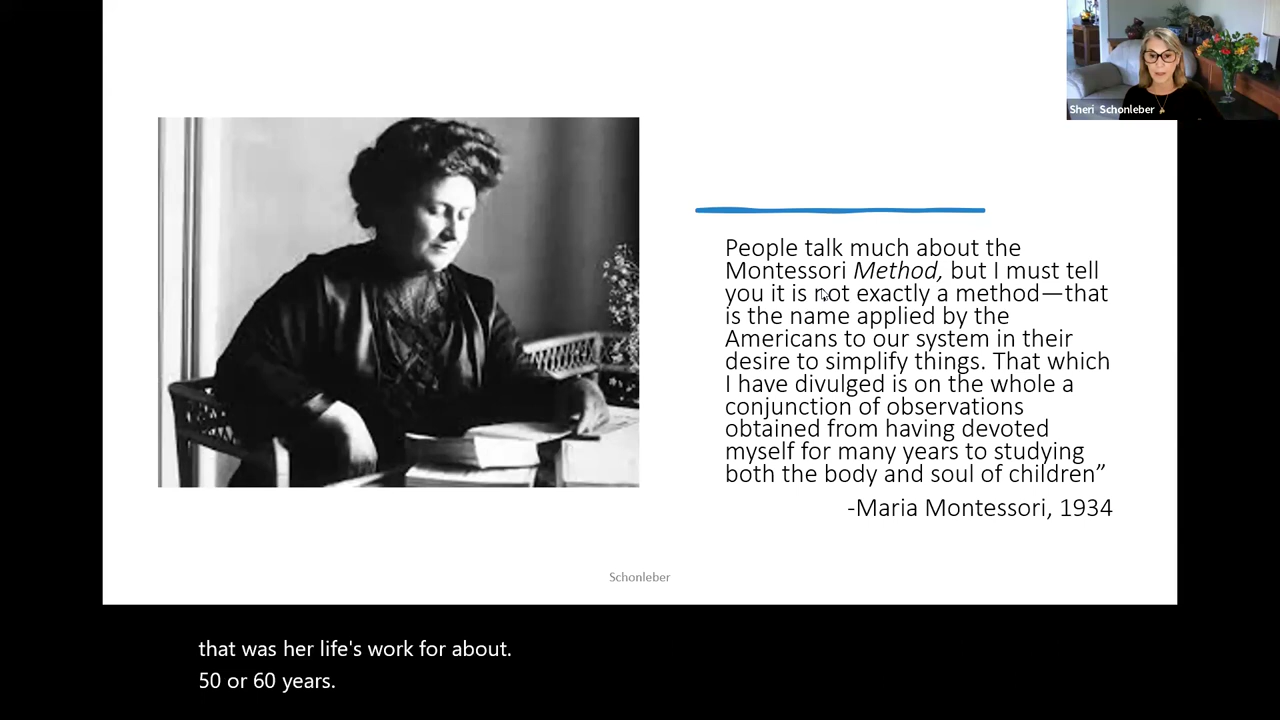 Sheri Schonleber
People talk much about the
Montessori Method, but I must tell
you it is not exactly a method—that
is the name applied by the
Americans to our system in their
desire to simplify things. That which
I have divulged is on the whole a
conjunction of observations
obtained from having devoted
myself for many years to studying
both the body and soul of children”
-Maria Montessori, 1934
Schonleber
that was her life's work for about.
50 or 60 years.